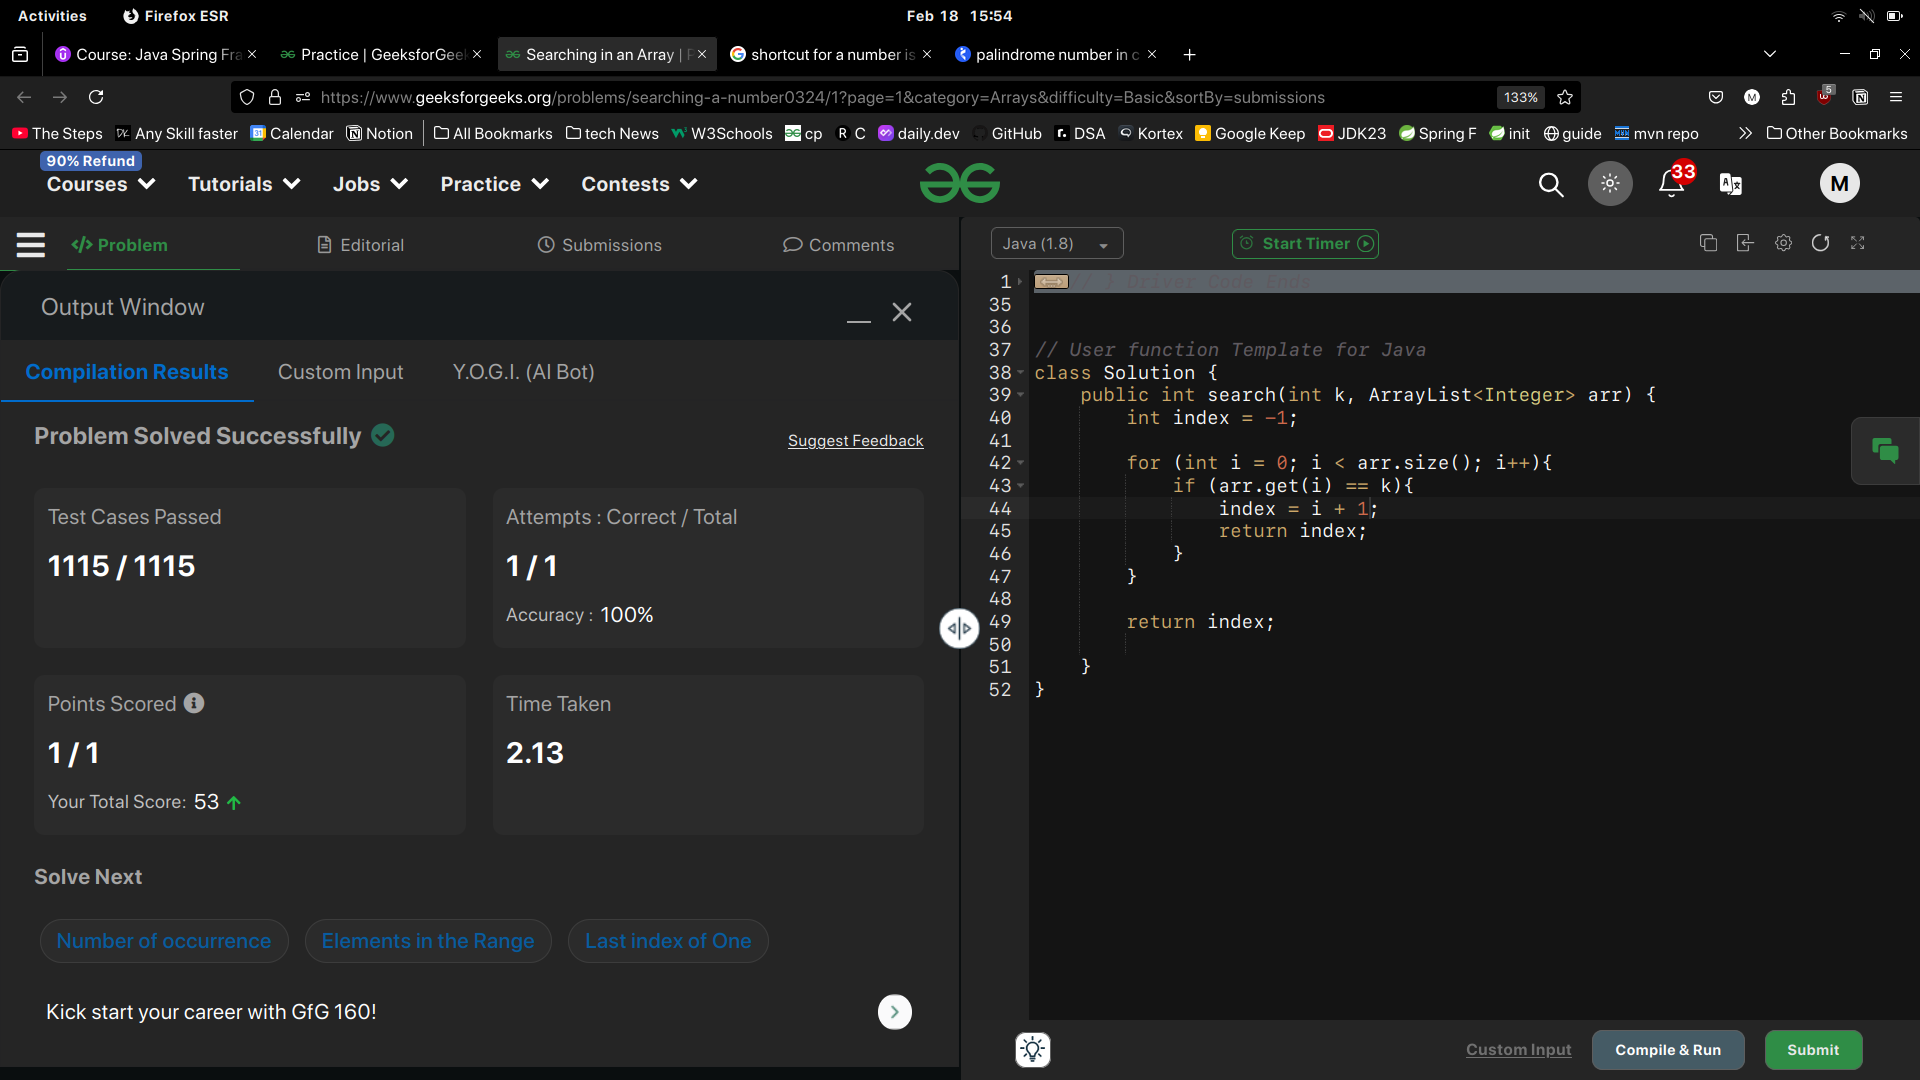 Activities Firefox ESR Feb 18 15:54
Course: Java Spring Fra Practice | GeeksforGeek Searching in an Array | P shortcut for a number is palindrome number in c
https://www.geeksforgeeks.org/problems/searching-a-number0324/1?page=1&category=Arrays&difficulty=Basic&sortBy=submissions 133% M 5
The Steps Any Skill faster Calendar Notion All Bookmarks tech News W3Schools cp C daily.dev GitHub DSA Kortex Google Keep JDK23 Spring F init guide mvn repo Other Bookmarks
90% Refund
Courses Tutorials Jobs Practice Contests 33 M
Problem Editorial Submissions Comments
Output Window
Compilation Results Custom Input Y.O.G.I. (AI Bot)
Problem Solved Successfully
Suggest Feedback
Test Cases Passed
1115 / 1115
Attempts : Correct / Total
1 / 1
Accuracy : 100%
Points Scored
1 / 1
Your Total Score: 53
Time Taken
2.13
Solve Next
Number of occurrence Elements in the Range Last index of One
Kick start your career with GfG 160!
Java (1.8) Start Timer
1 // } Driver Code Ends
35
36
37 // User function Template for Java
38 class Solution {
39 public int search(int k, ArrayList<Integer> arr) {
40 int index = -1;
41
42 for (int i = 0; i < arr.size(); i++){
43 if (arr.get(i) == k){
44 index = i + 1;
45 return index;
46 }
47 }
48
49 return index;
50
51 }
52 }
Custom Input Compile & Run Submit